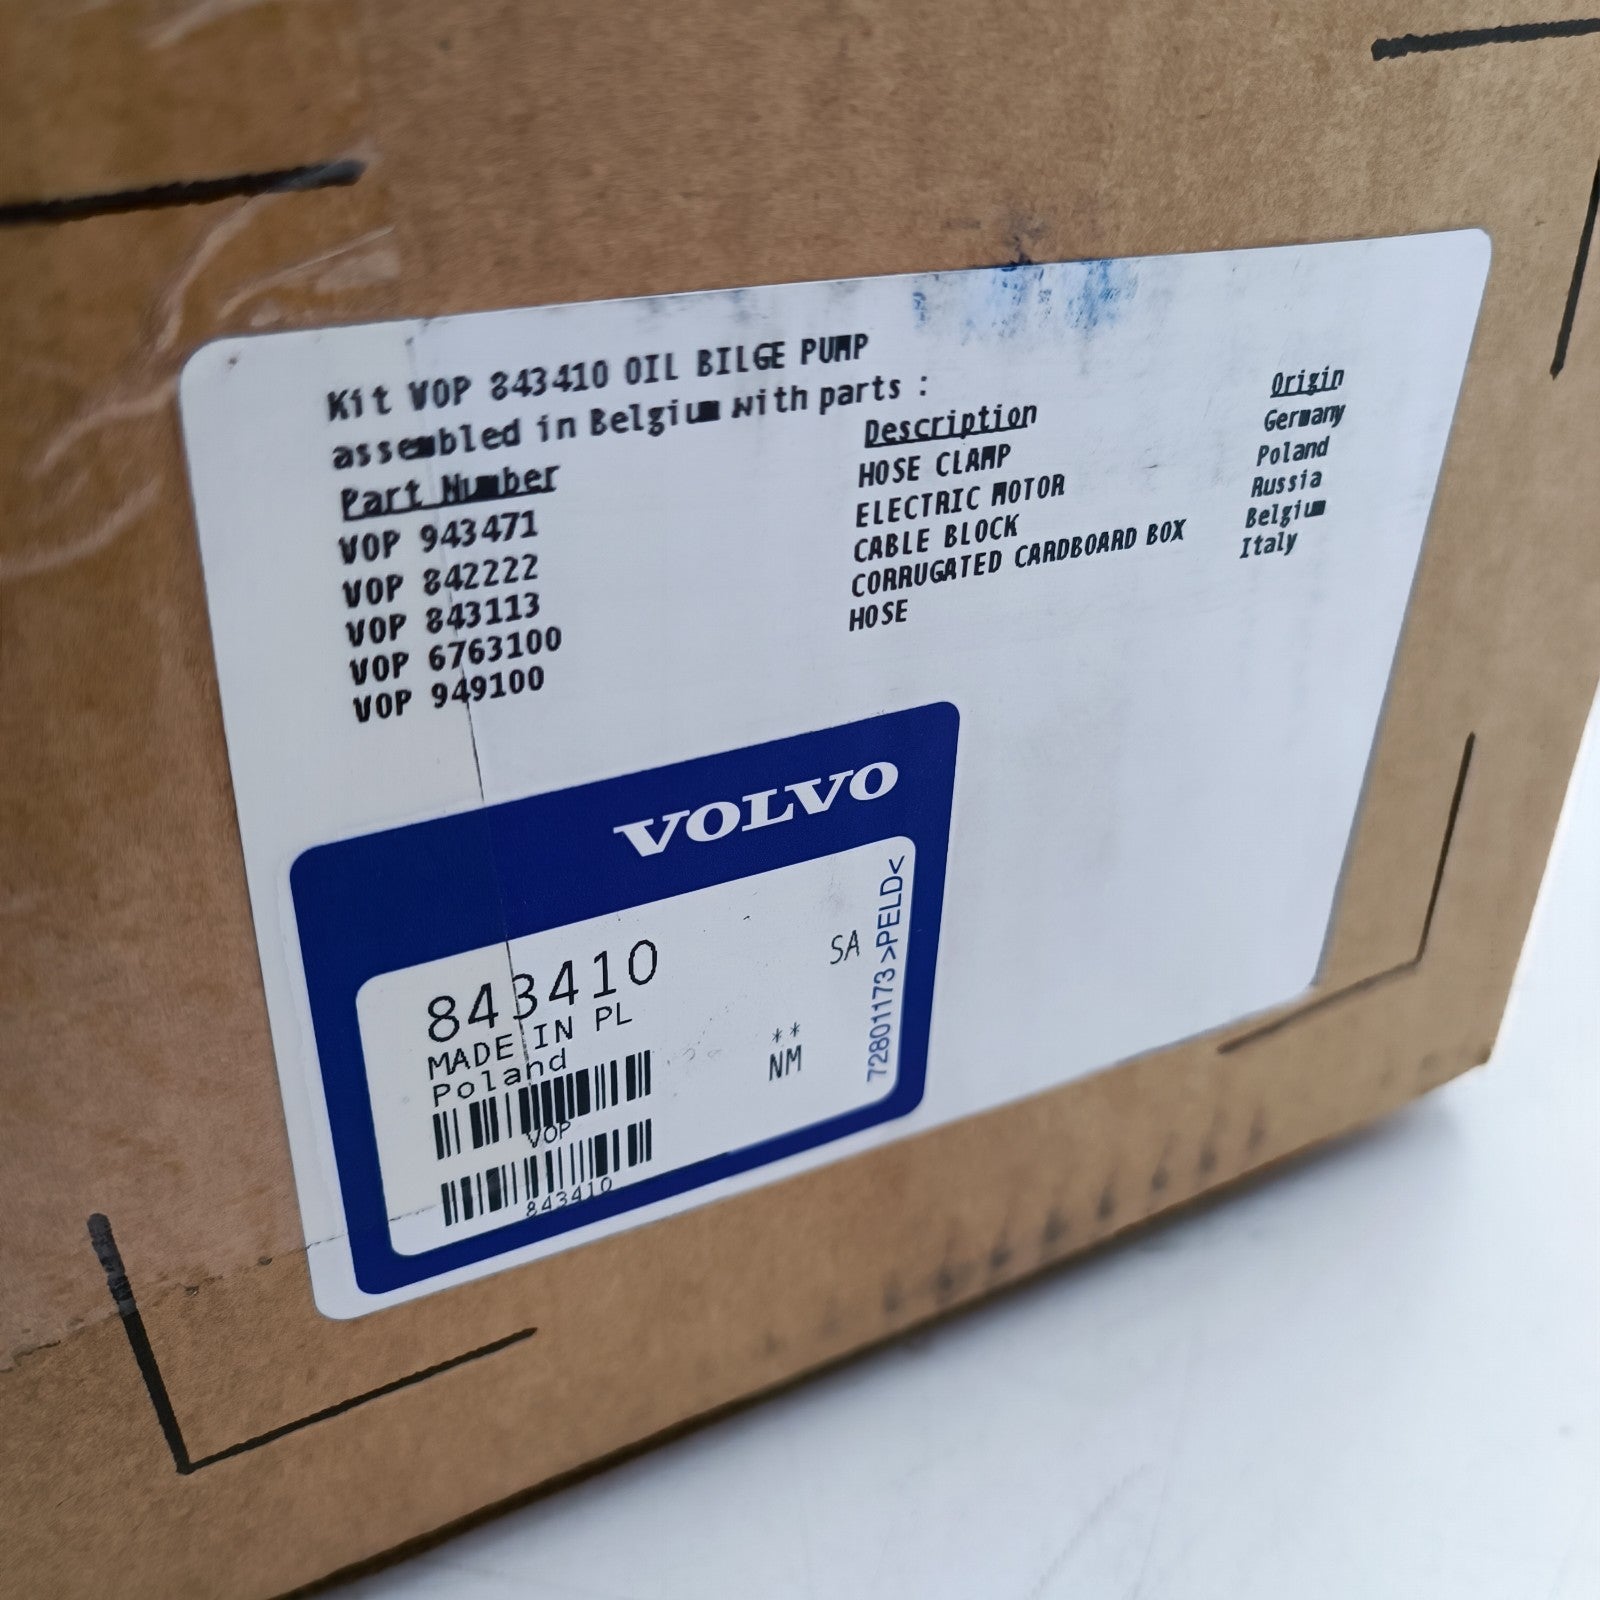 Kit VOP 843410 OIL BILGE PUMP
assembled in Belgium with parts :
Part Number Description Origin
VOP 943471 HOSE CLAMP Germany
VOP 842222 ELECTRIC MOTOR Poland
VOP 843113 CABLE BLOCK Russia
VOP 6763100 CORRUGATED CARDBOARD BOX Belgium
VOP 949100 HOSE Italy
VOLVO
843410 SA
MADE IN PL **
Poland NM
VOP
843410
72801173 >PELD<